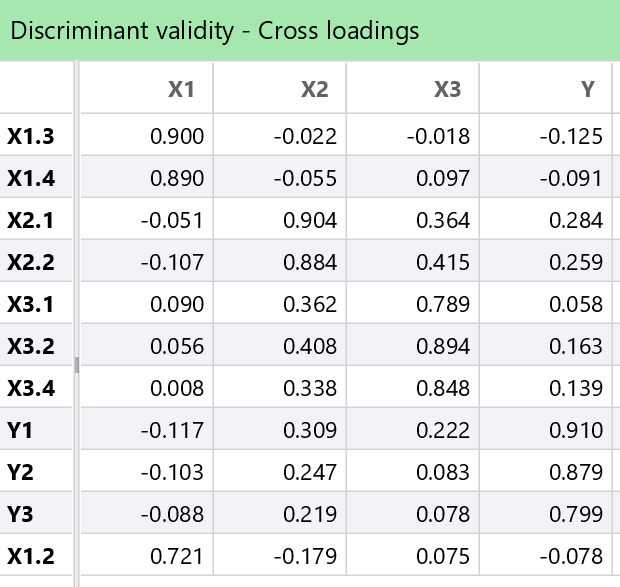 Discriminant validity - Cross loadings
X1 X2 X3 Y
X1.3 0.900 -0.022 -0.018 -0.125
X1.4 0.890 -0.055 0.097 -0.091
X2.1 -0.051 0.904 0.364 0.284
X2.2 -0.107 0.884 0.415 0.259
X3.1 0.090 0.362 0.789 0.058
X3.2 0.056 0.408 0.894 0.163
X3.4 0.008 0.338 0.848 0.139
Y1 -0.117 0.309 0.222 0.910
Y2 -0.103 0.247 0.083 0.879
Y3 -0.088 0.219 0.078 0.799
X1.2 0.721 -0.179 0.075 -0.078